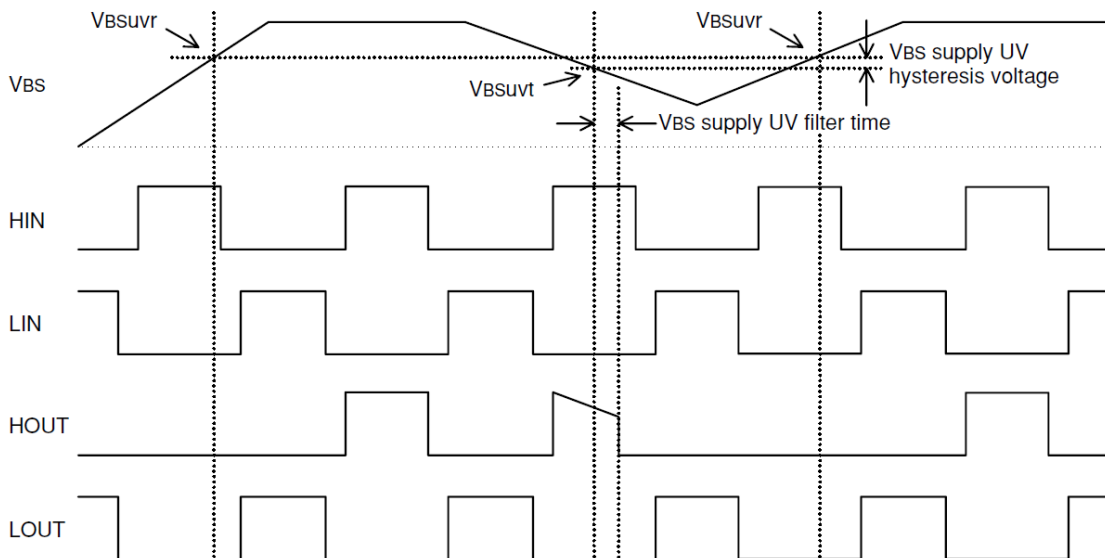 VBSuvr
VBSuvr
VBS supply UV
hysteresis voltage
VBS
VBSuvt
VBS supply UV filter time
HIN
LIN
HOUT
LOUT